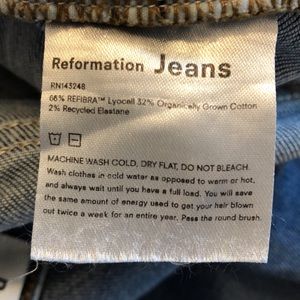 Reformation Jeans
RN143248
66% REFIBRA™ Lyocell 32% Organically Grown Cotton
2% Recycled Elastane
MACHINE WASH COLD, DRY FLAT, DO NOT BLEACH.
Wash clothes in cold water as opposed to warm or hot,
and always wait until you have a full load. You will save
the same amount of energy used to get your hair blown
out twice a week for an entire year. Pass the round brush.